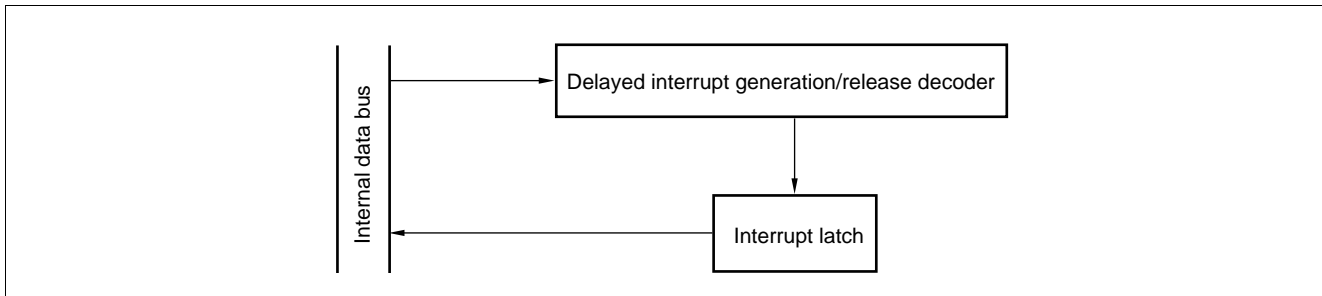 Internal data bus
Delayed interrupt generation/release decoder
Interrupt latch